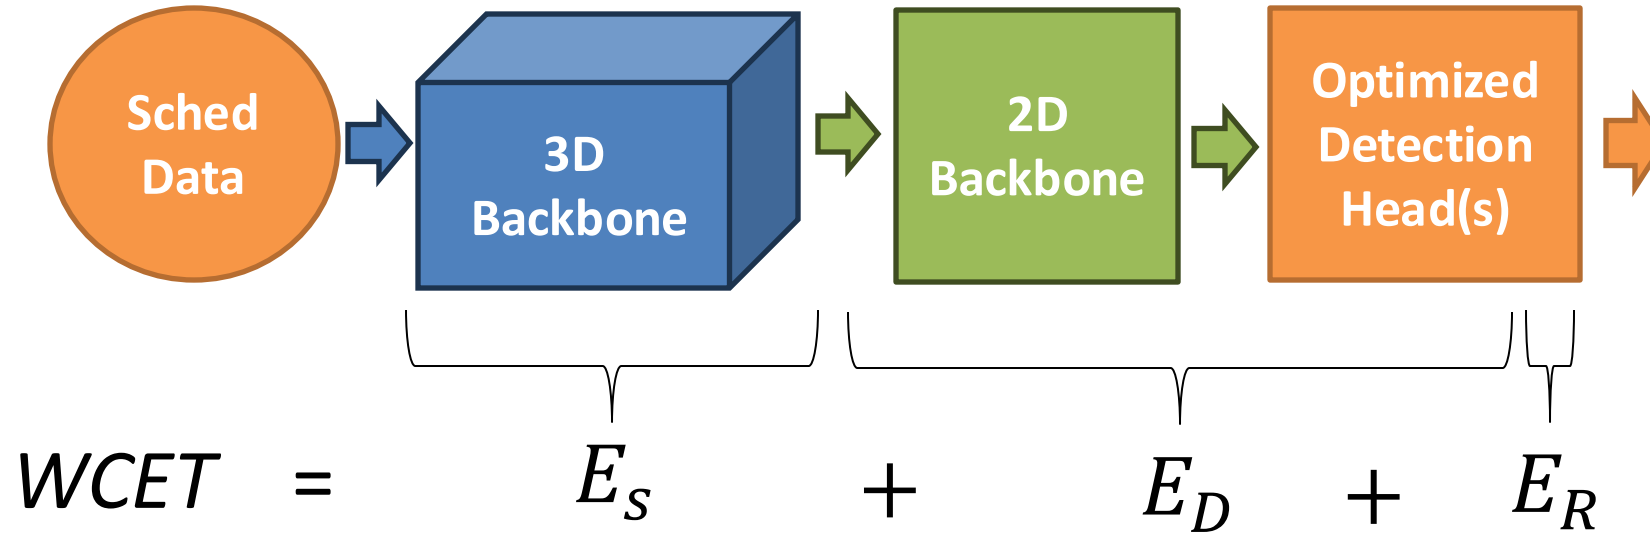 Sched
Data
3D
Backbone
2D
Backbone
Optimized
Detection
Head(s)
WCET = E_s + E_D + E_R